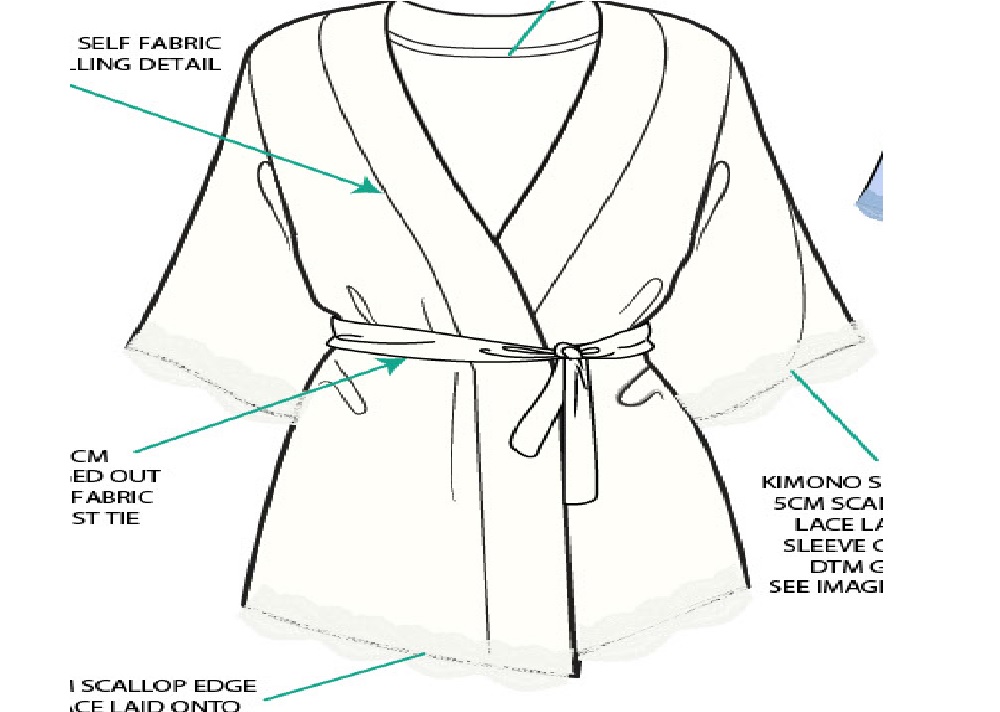 SELF FABRIC
LLING DETAIL
CM
ED OUT
FABRIC
ST TIE
KIMONO S
5CM SCAL
LACE LA
SLEEVE
DTM
SEE IMAG
SCALLOP EDGE
ACE LAID ONTO